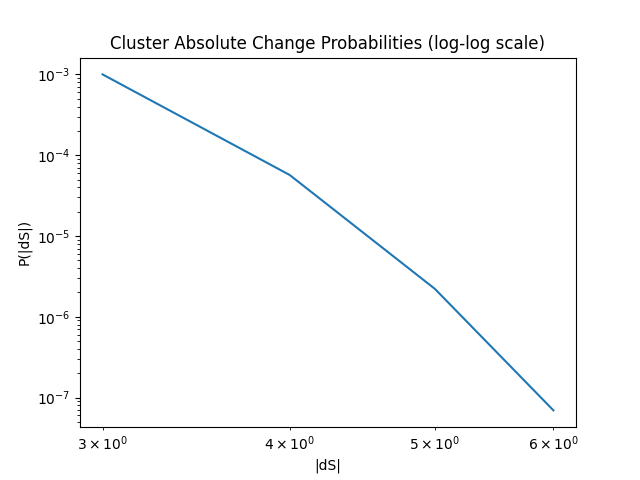 Cluster Absolute Change Probabilities (log-log scale)
P(|dS|)
10⁻³
10⁻⁴
10⁻⁵
10⁻⁶
10⁻⁷
3 × 10⁰
4 × 10⁰
5 × 10⁰
6 × 10⁰
|dS|